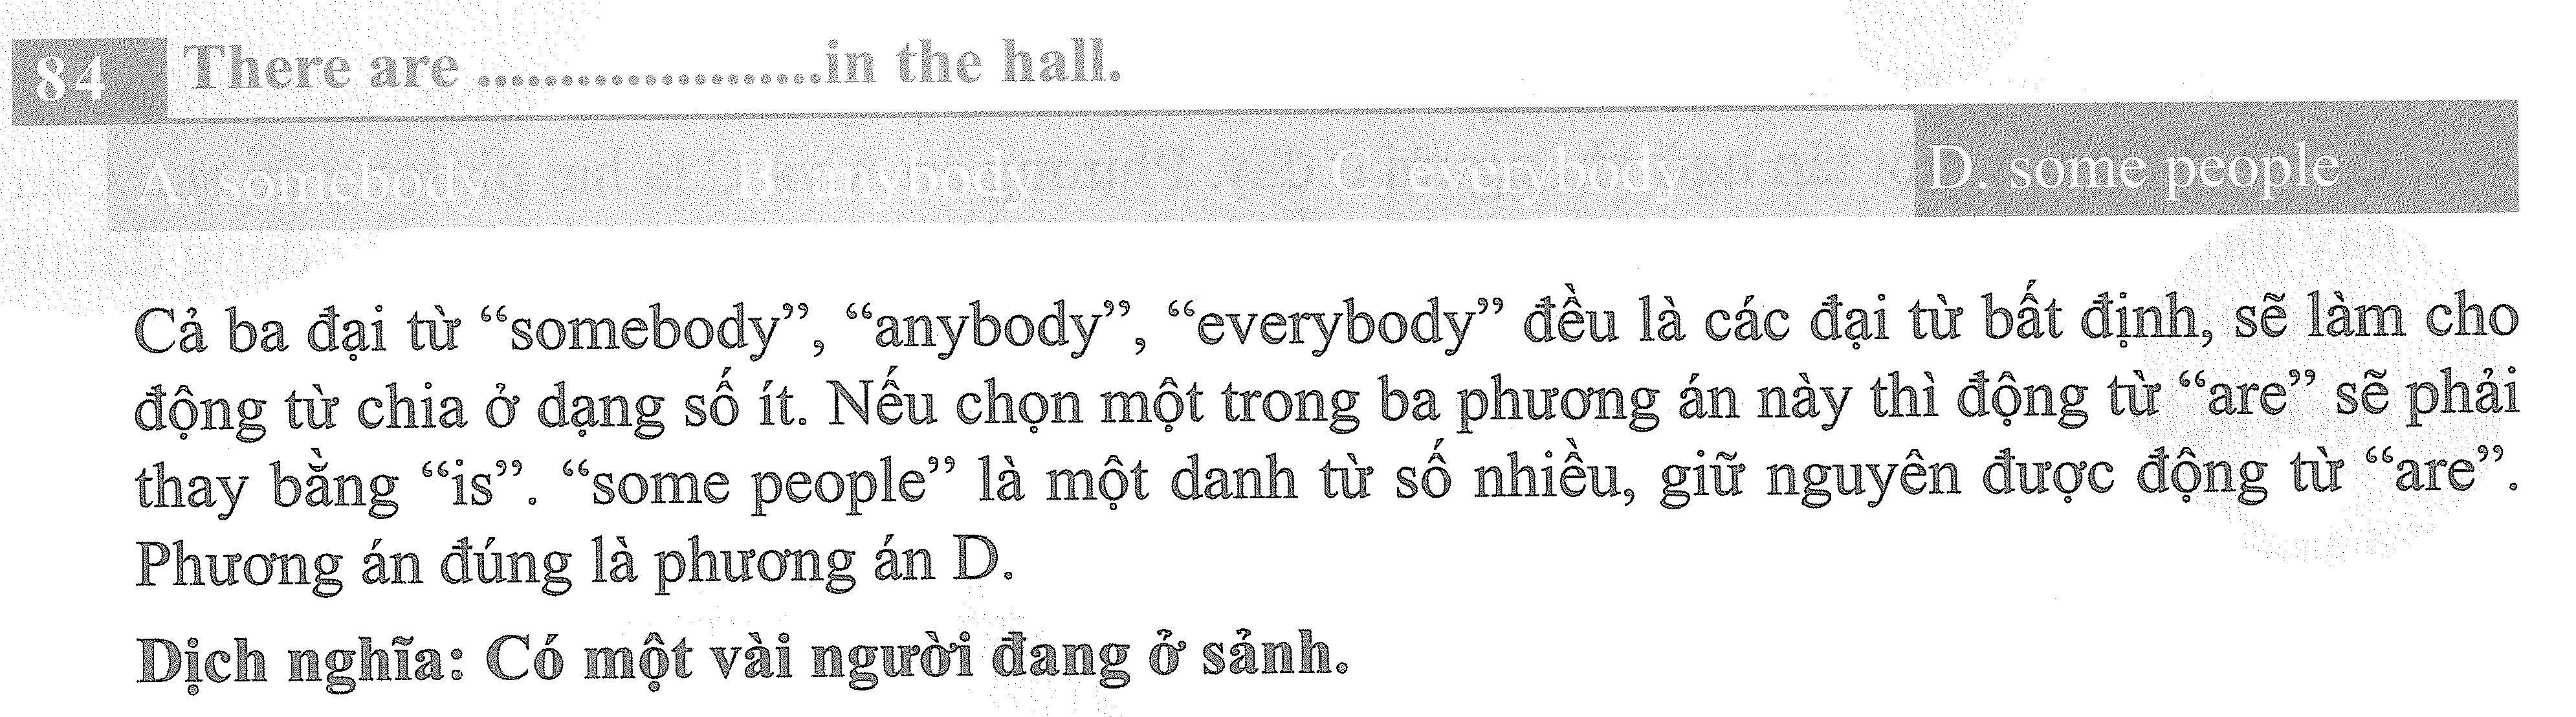 84 There are .....................in the hall.
A. somebody B. anybody C. everybody D. some people
Cả ba đại từ “somebody”, “anybody”, “everybody” đều là các đại từ bất định, sẽ làm cho
động từ chia ở dạng số ít. Nếu chọn một trong ba phương án này thì động từ “are” sẽ phải
thay bằng “is”. “some people” là một danh từ số nhiều, giữ nguyên được động từ “are”.
Phương án đúng là phương án D.
Dịch nghĩa: Có một vài người đang ở sảnh.